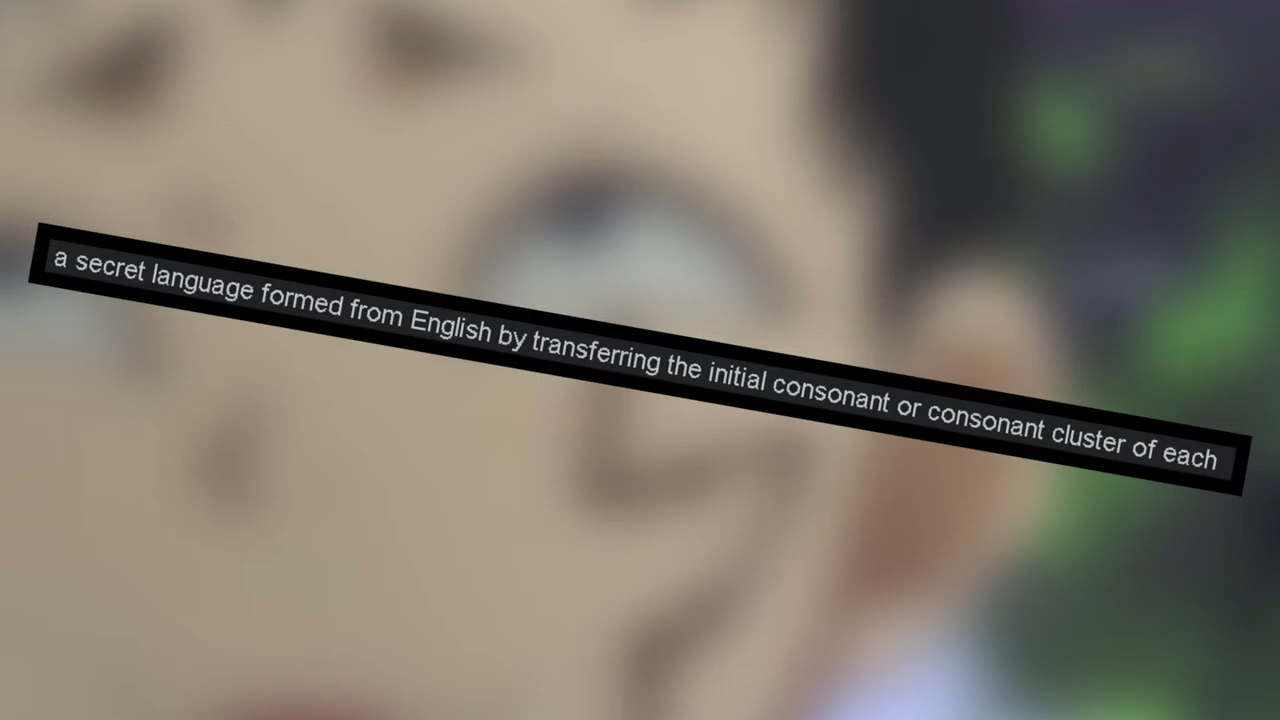 a secret language formed from English by transferring the initial consonant or consonant cluster of each